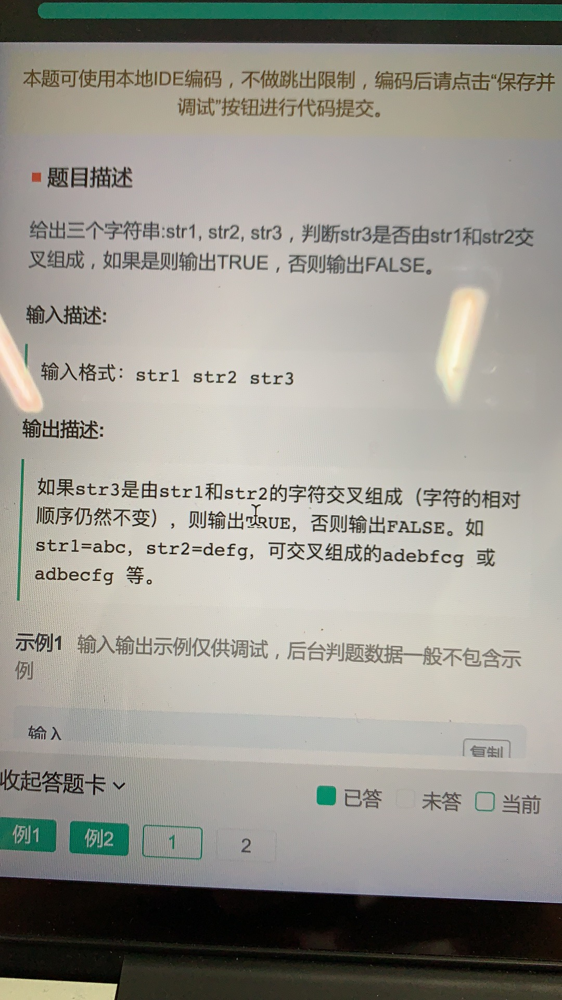 本题可使用本地IDE编码，不做跳出限制，编码后请点击“保存并
调试”按钮进行代码提交。
题目描述
给出三个字符串:str1, str2, str3，判断str3是否由str1和str2交
叉组成，如果是则输出TRUE，否则输出FALSE。
输入描述:
输入格式：str1 str2 str3
输出描述:
如果str3是由str1和str2的字符交叉组成（字符的相对
顺序仍然不变），则输出TRUE，否则输出FALSE。如
str1=abc，str2=defg，可交叉组成的adebfcg 或
adbecfg 等。
示例1 输入输出示例仅供调试，后台判题数据一般不包含示
例
输入
复制
收起答题卡
已答 未答 当前
例1 例2 1 2